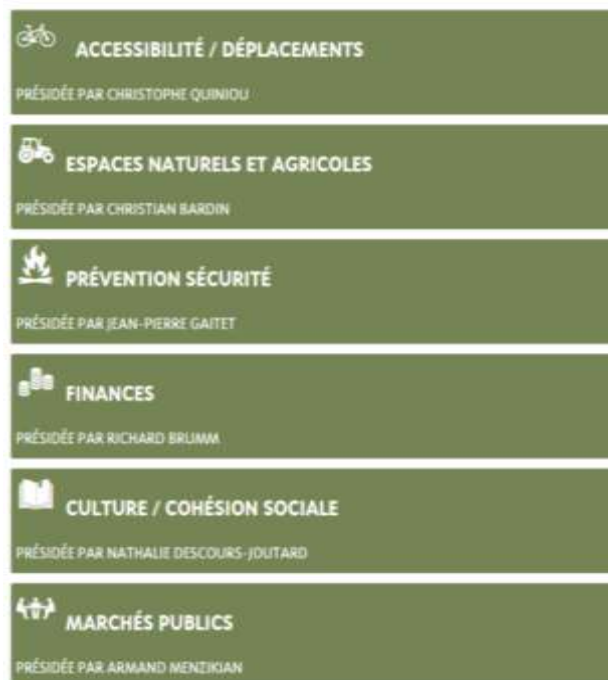 ACCESSIBILITÉ / DÉPLACEMENTS
PRÉSIDÉE PAR CHRISTOPHE QUINIOU
ESPACES NATURELS ET AGRICOLES
PRÉSIDÉE PAR CHRISTIAN BARDIN
PRÉVENTION SÉCURITÉ
PRÉSIDÉE PAR JEAN-PIERRE GAITET
FINANCES
PRÉSIDÉE PAR RICHARD BRUMM
CULTURE / COHÉSION SOCIALE
PRÉSIDÉE PAR NATHALIE DESCOURS-JOUTARD
MARCHÉS PUBLICS
PRÉSIDÉE PAR ARMAND MENZIKIAN